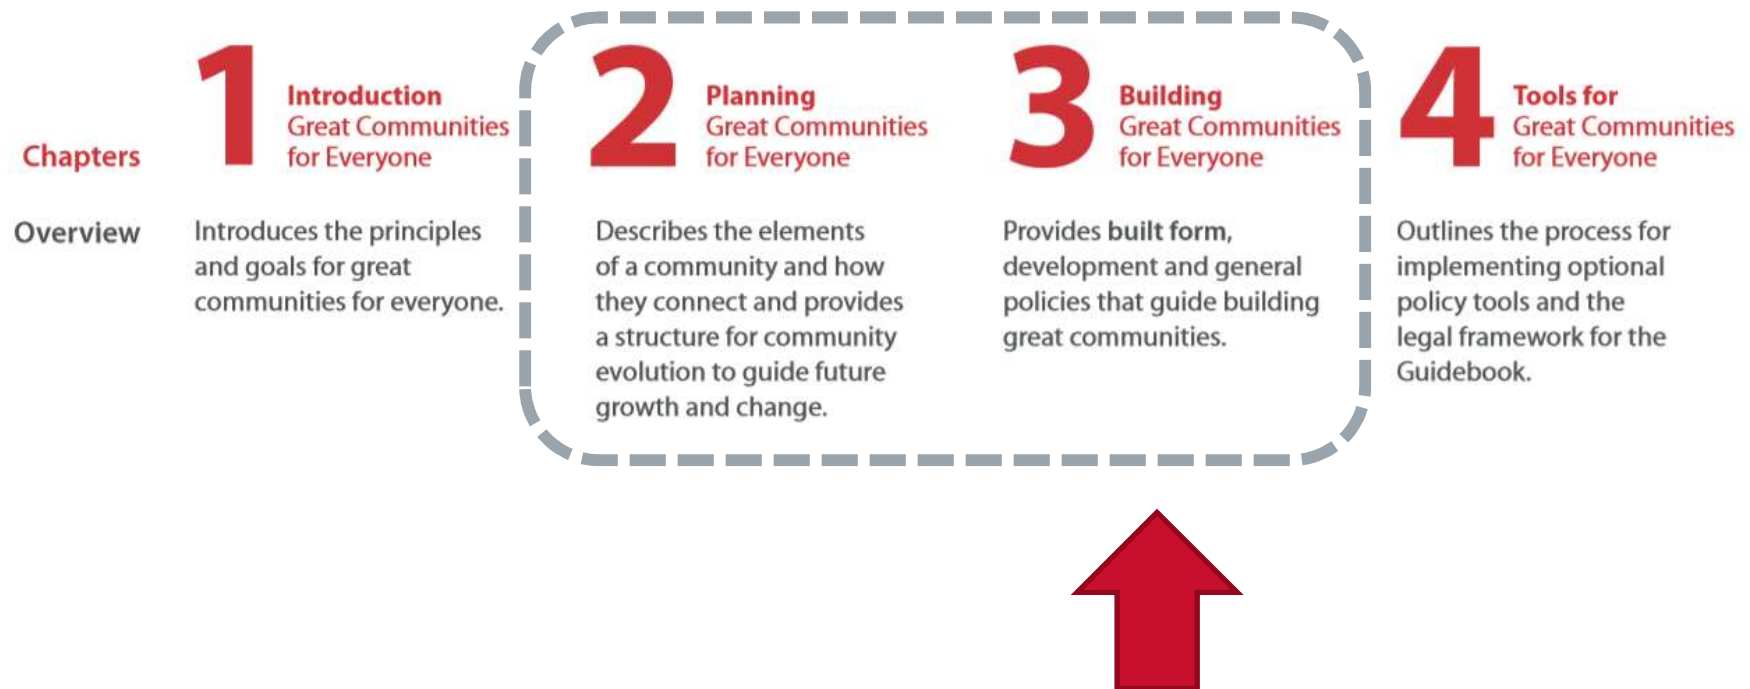 Chapters
1
Introduction
Great Communities
for Everyone
2
Planning
Great Communities
for Everyone
3
Building
Great Communities
for Everyone
4
Tools for
Great Communities
for Everyone
Overview
Introduces the principles
and goals for great
communities for everyone.
Describes the elements
of a community and how
they connect and provides
a structure for community
evolution to guide future
growth and change.
Provides built form,
development and general
policies that guide building
great communities.
Outlines the process for
implementing optional
policy tools and the
legal framework for the
Guidebook.